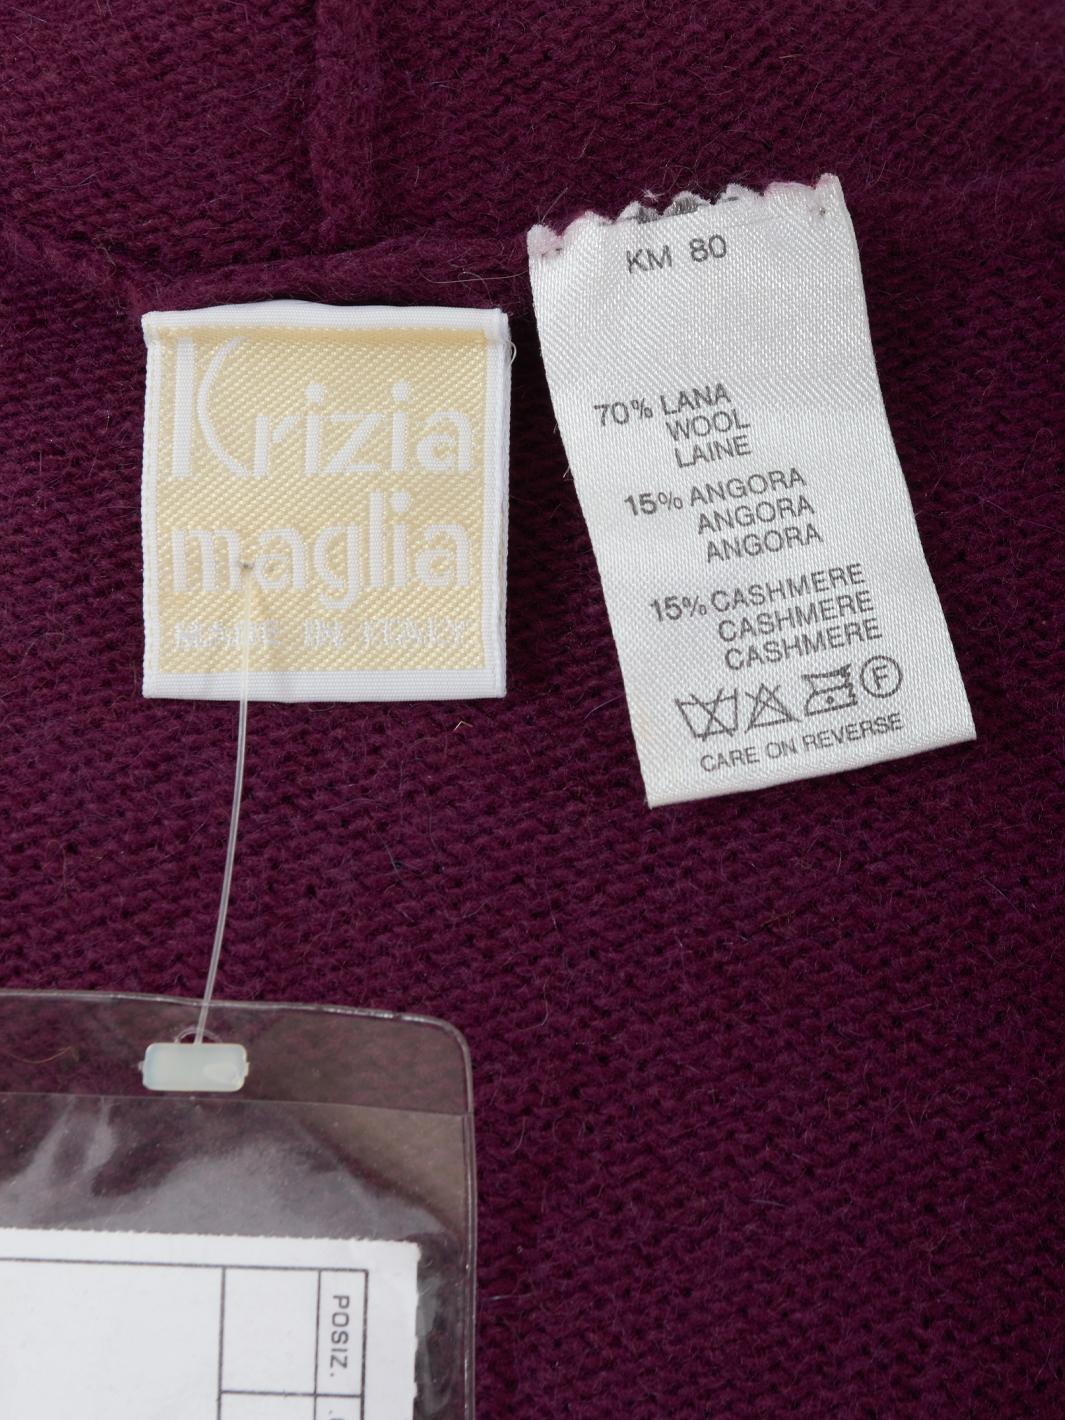 Krizia
maglia
MADE IN ITALY
KM 80
70% LANA
WOOL
LAINE
15% ANGORA
ANGORA
ANGORA
15% CASHMERE
CASHMERE
CASHMERE
F
CARE ON REVERSE
POSIZ.